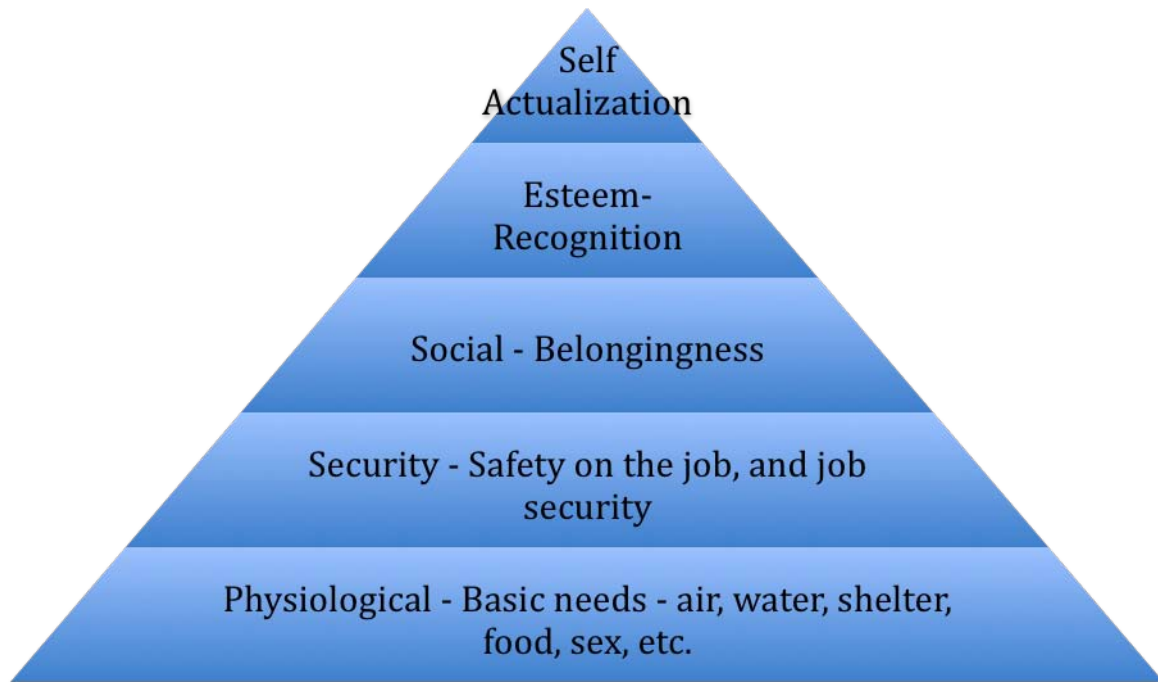 Self
Actualization
Esteem-
Recognition
Social - Belongingness
Security - Safety on the job, and job
security
Physiological - Basic needs - air, water, shelter,
food, sex, etc.